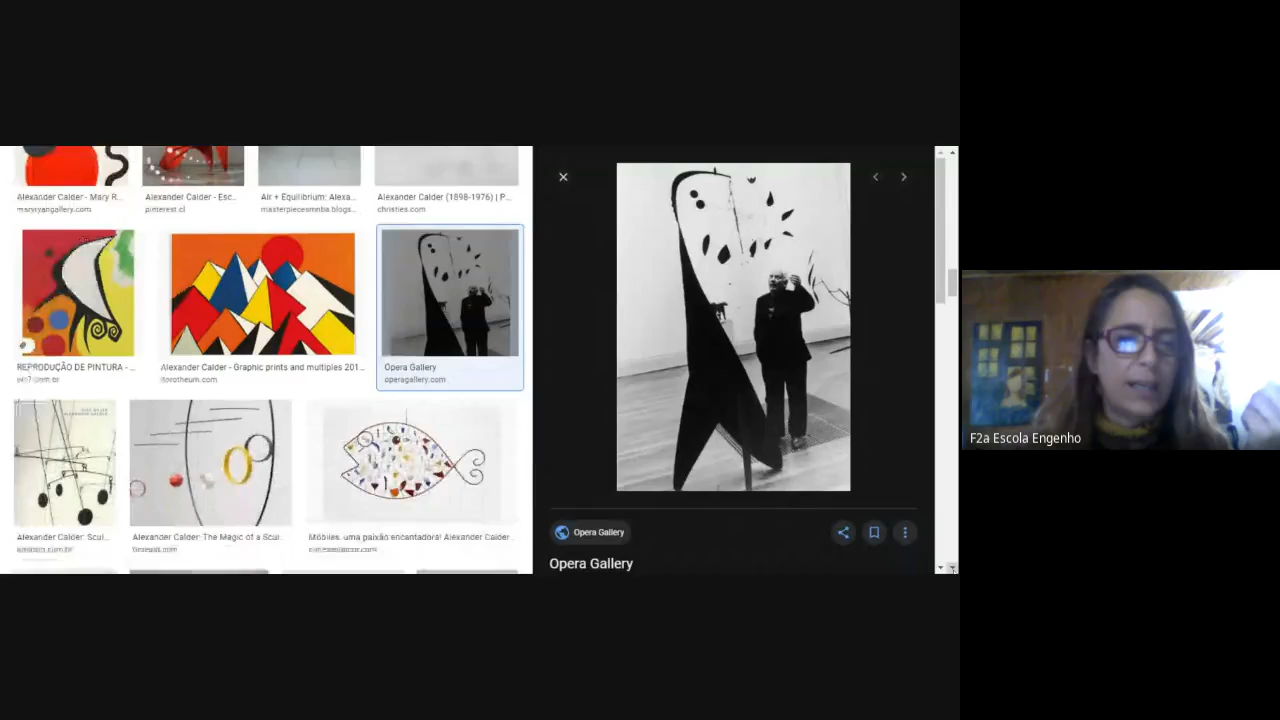 Alexander Calder - Mary R...
maryryangallery.com
Alexander Calder - Esc...
pinterest.cl
Air + Equilibrium: Alexa...
masterpiecesmnba.blogs...
Alexander Calder (1898-1976) | P...
christies.com
REPRODUÇÃO DE PINTURA - ...
Alexander Calder - Graphic prints and multiples 201...
dorotheum.com
Opera Gallery
operagallery.com
Alexander Calder: Scul...
Alexander Calder: The Magic of a Scul...
Móbiles, uma paixão encantadora! Alexander Calder
Opera Gallery
Opera Gallery
F2a Escola Engenho